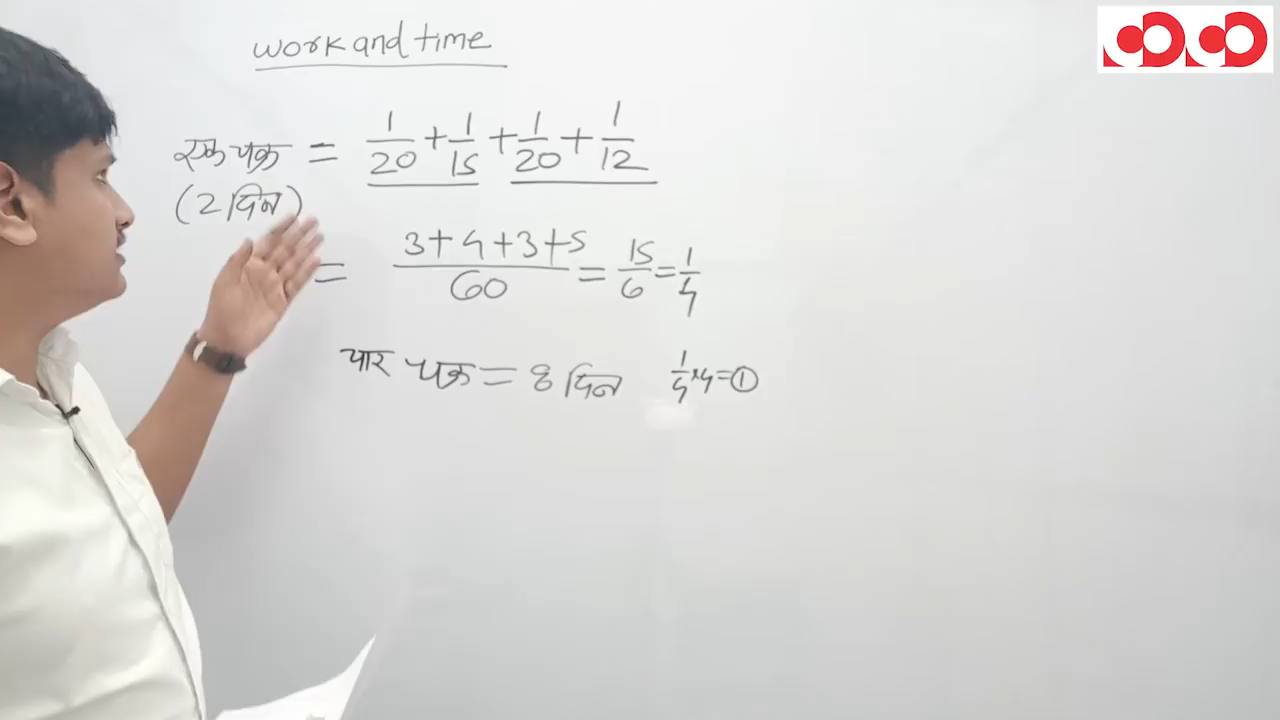 work and time
एक चक्र = 1/20 + 1/15 + 1/20 + 1/12
(2 दिन)
= 3+4+3+5/60 = 15/6 = 1/4
चार चक्र = 8 दिन 1/4 × 4 = 1